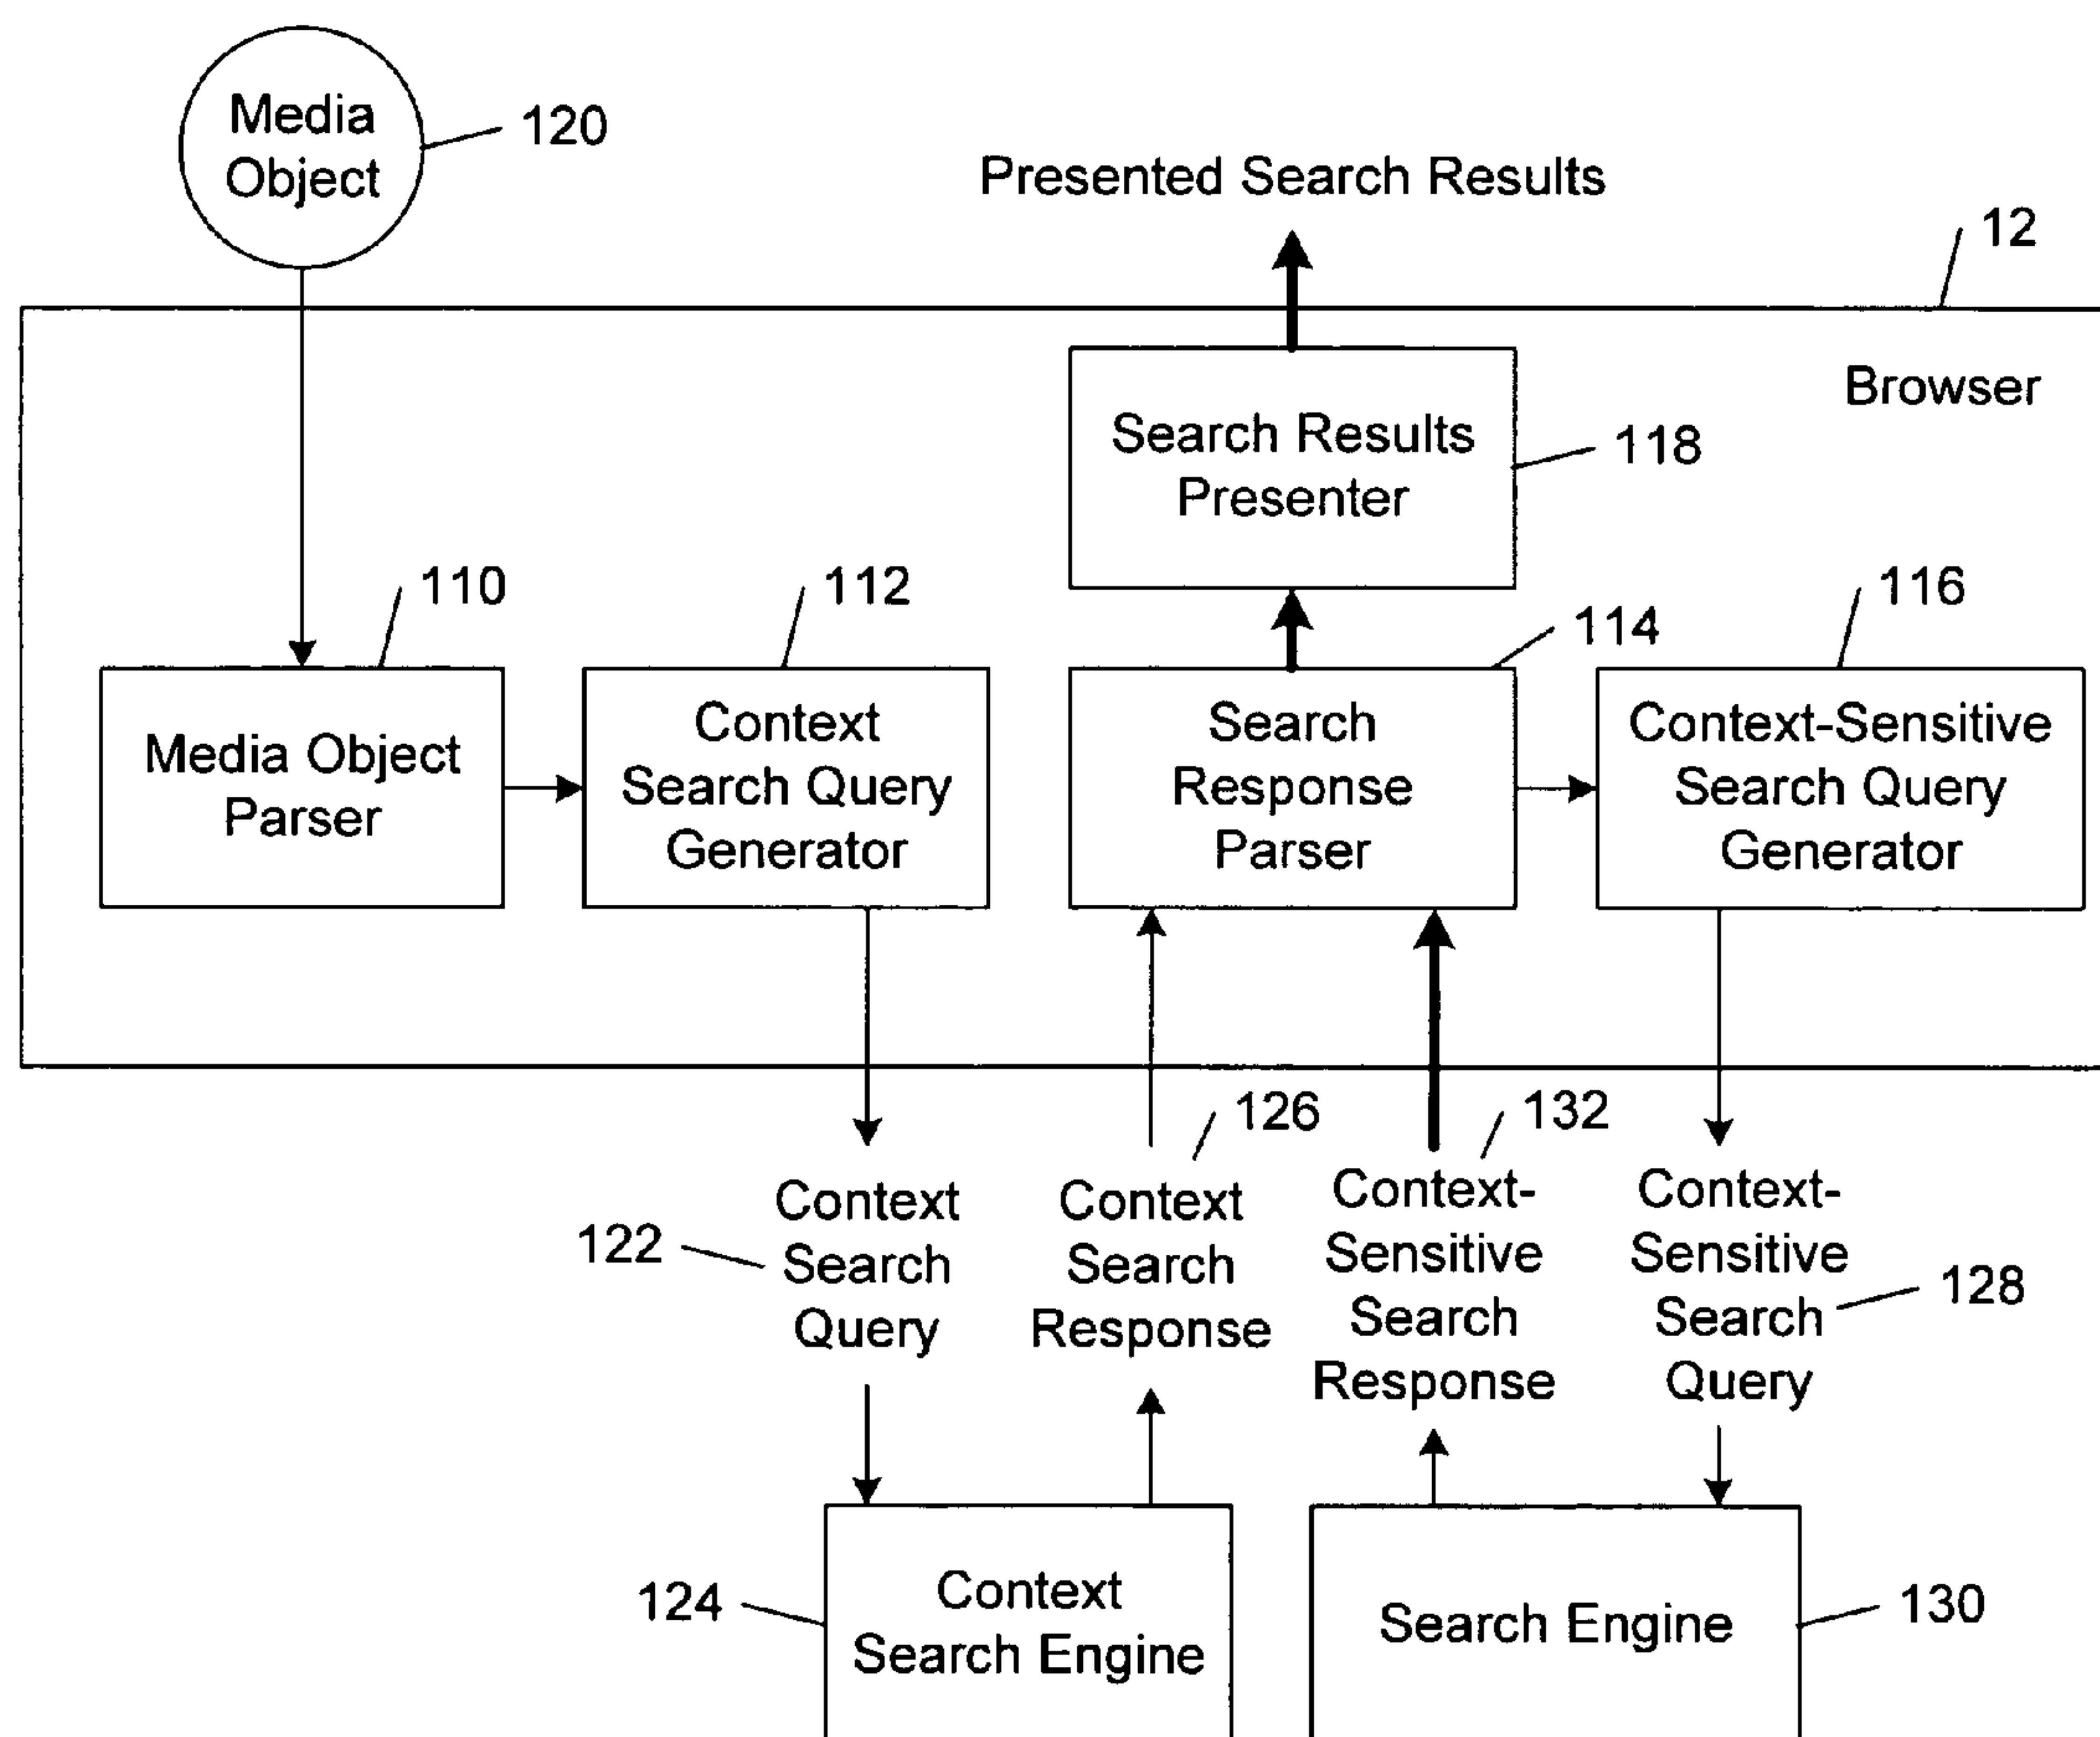 Media
Object
120
Presented Search Results
12
Browser
Search Results
Presenter
118
110
112
114
116
Media Object
Parser
Context
Search Query
Generator
Search
Response
Parser
Context-Sensitive
Search Query
Generator
122
Context
Search
Query
126
Context
Search
Response
132
Context-
Sensitive
Search
Response
Context-
Sensitive
Search
Query
128
124
Context
Search Engine
Search Engine
130